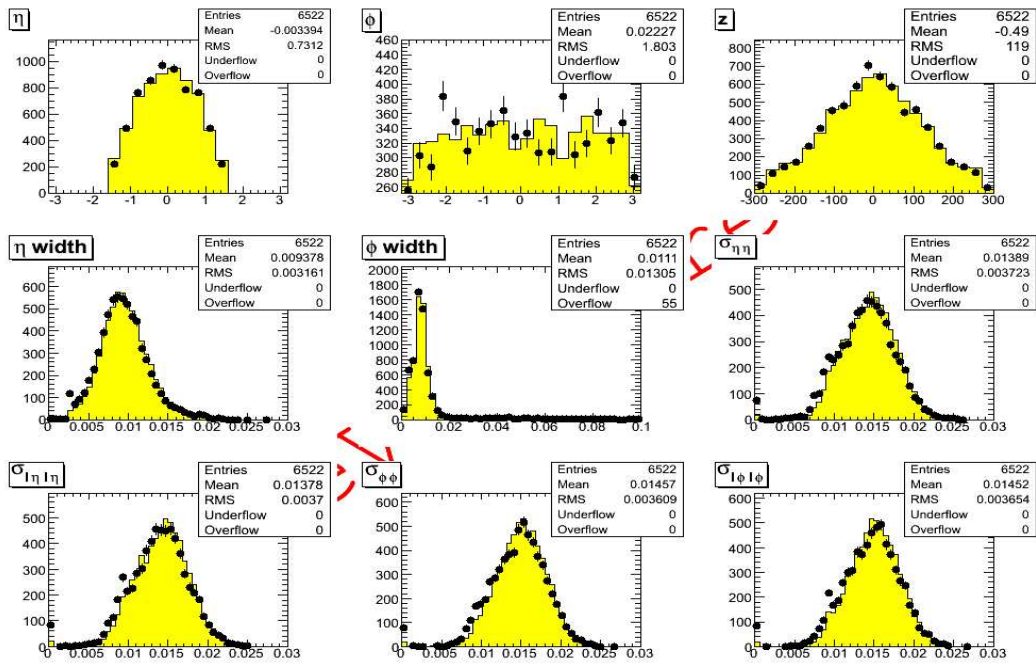 η
Entries 6522
Mean -0.003394
RMS 0.7312
Underflow 0
Overflow 0
1000
800
600
400
200
0
-3 -2 -1 0 1 2 3
ϕ
Entries 6522
Mean 0.02227
RMS 1.803
Underflow 0
Overflow 0
460
440
420
400
380
360
340
320
300
280
260
-3 -2 -1 0 1 2 3
z
Entries 6522
Mean -0.49
RMS 119
Underflow 0
Overflow 0
800
700
600
500
400
300
200
100
0
-300 -200 -100 0 100 200 300
η width
Entries 6522
Mean 0.009378
RMS 0.003161
Underflow 0
Overflow 0
600
500
400
300
200
100
0
0 0.005 0.01 0.015 0.02 0.025 0.03
ϕ width
Entries 6522
Mean 0.0111
RMS 0.01305
Underflow 0
Overflow 55
2000
1800
1600
1400
1200
1000
800
600
400
200
0
0 0.02 0.04 0.06 0.08 0.1
σηη
Entries 6522
Mean 0.01389
RMS 0.003723
Underflow 0
Overflow 0
500
400
300
200
100
0
0 0.005 0.01 0.015 0.02 0.025 0.03
σIηIη
Entries 6522
Mean 0.01378
RMS 0.0037
Underflow 0
Overflow 0
500
400
300
200
100
0
0 0.005 0.01 0.015 0.02 0.025 0.03
σϕϕ
Entries 6522
Mean 0.01457
RMS 0.003609
Underflow 0
Overflow 0
600
500
400
300
200
100
0
0 0.005 0.01 0.015 0.02 0.025 0.03
σIϕIϕ
Entries 6522
Mean 0.01452
RMS 0.003654
Underflow 0
Overflow 0
600
500
400
300
200
100
0
0 0.005 0.01 0.015 0.02 0.025 0.03